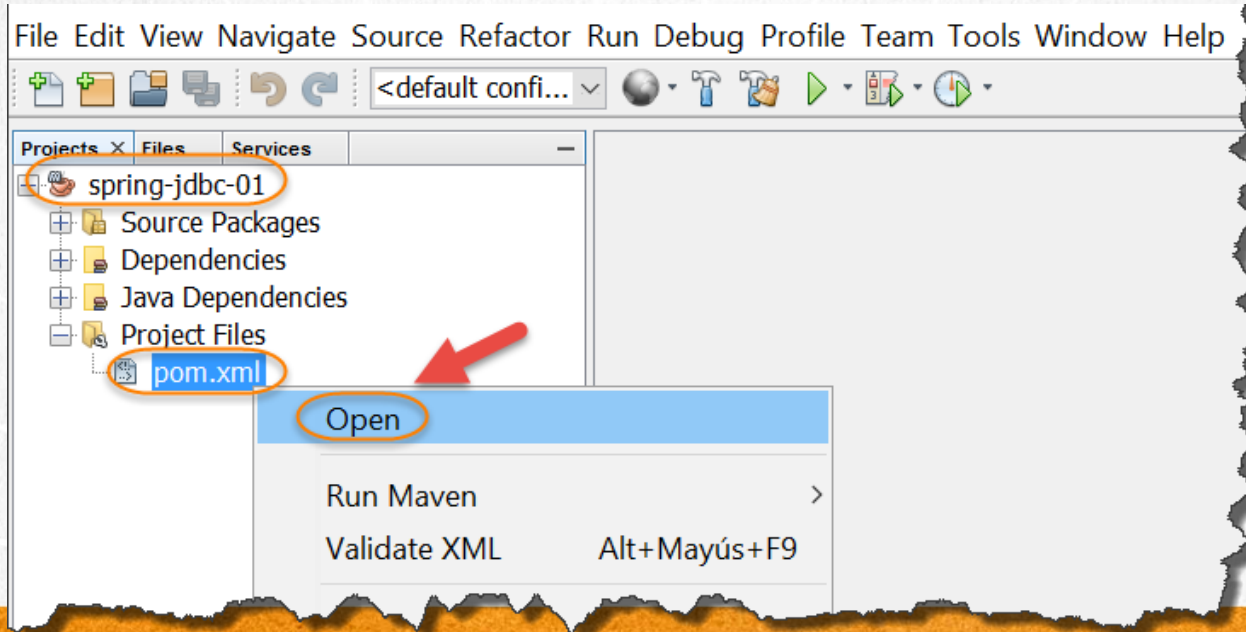 File Edit View Navigate Source Refactor Run Debug Profile Team Tools Window Help
<default confi...
Projects Files Services
spring-jdbc-01
Source Packages
Dependencies
Java Dependencies
Project Files
pom.xml
Open
Run Maven
Validate XML Alt+Mayús+F9